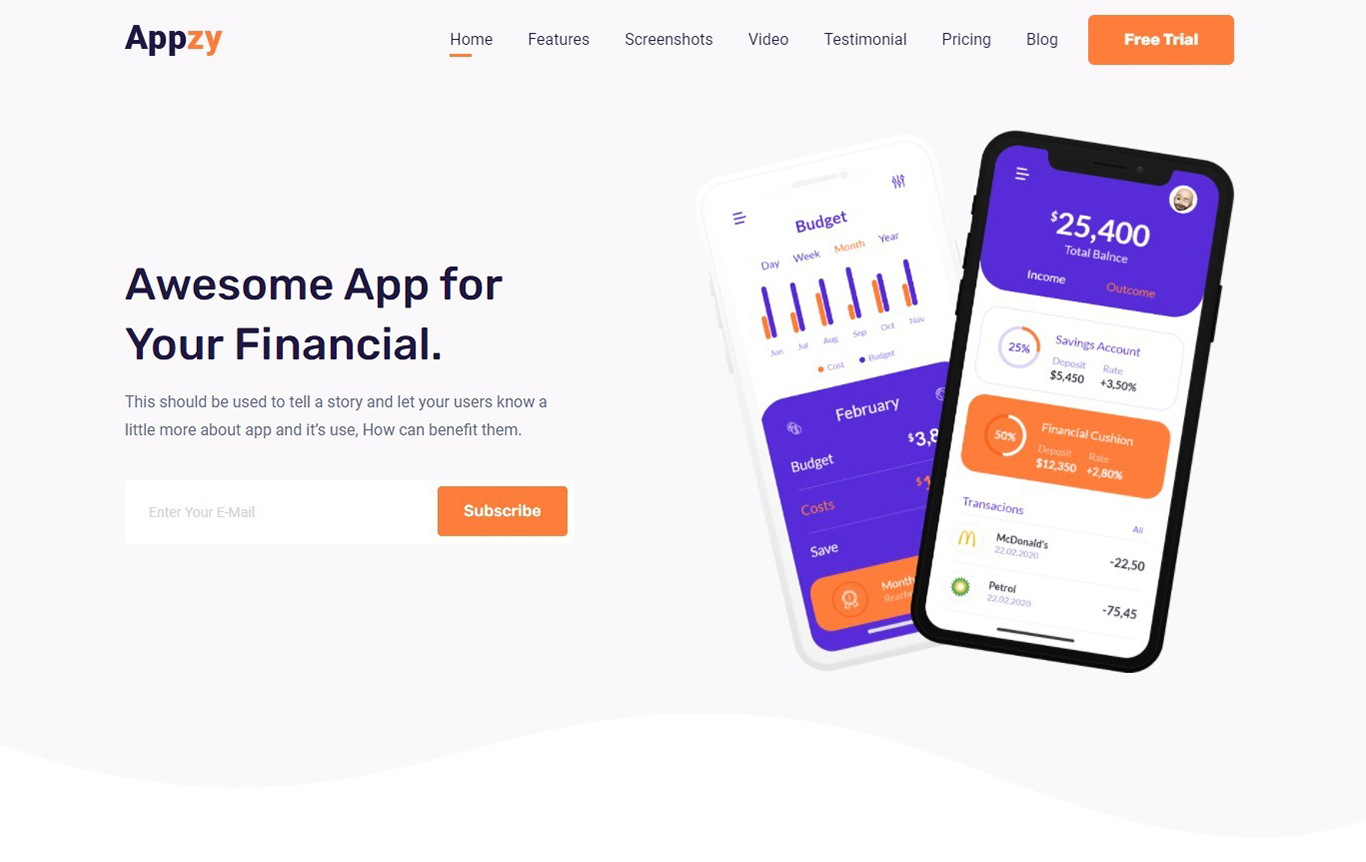 Appzy
Home Features Screenshots Video Testimonial Pricing Blog Free Trial
Awesome App for
Your Financial.
This should be used to tell a story and let your users know a
little more about app and it's use, How can benefit them.
Enter Your E-Mail Subscribe
Budget
Day Week Month Year
Jun Jul Aug Sep Oct Nov
Cost Budget
February
Budget $3,8
Costs $1
Save
Month
$25,400
Total Balnce
Income Outcome
25%
Savings Account
Deposit Rate
$5,450 +3,50%
50%
Financial Cushion
Deposit Rate
$12,350 +2,80%
Transacions All
McDonald's
22.02.2020
-22,50
Petrol
22.02.2020
-75,45